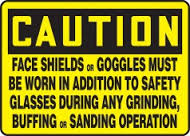 CAUTION
FACE SHIELDS OR GOGGLES MUST
BE WORN IN ADDITION TO SAFETY
GLASSES DURING ANY GRINDING,
BUFFING OR SANDING OPERATION